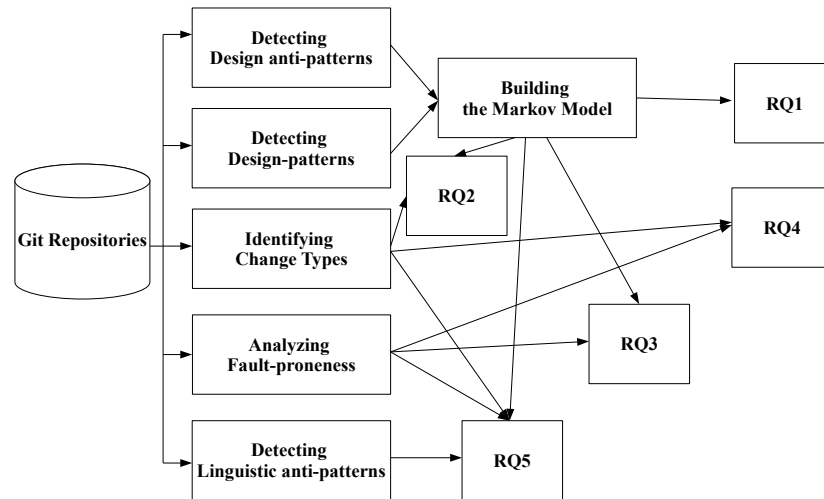 Detecting
Design anti-patterns
Building
the Markov Model
RQ1
Detecting
Design-patterns
RQ2
Git Repositories
Identifying
Change Types
RQ4
Analyzing
Fault-proneness
RQ3
Detecting
Linguistic anti-patterns
RQ5